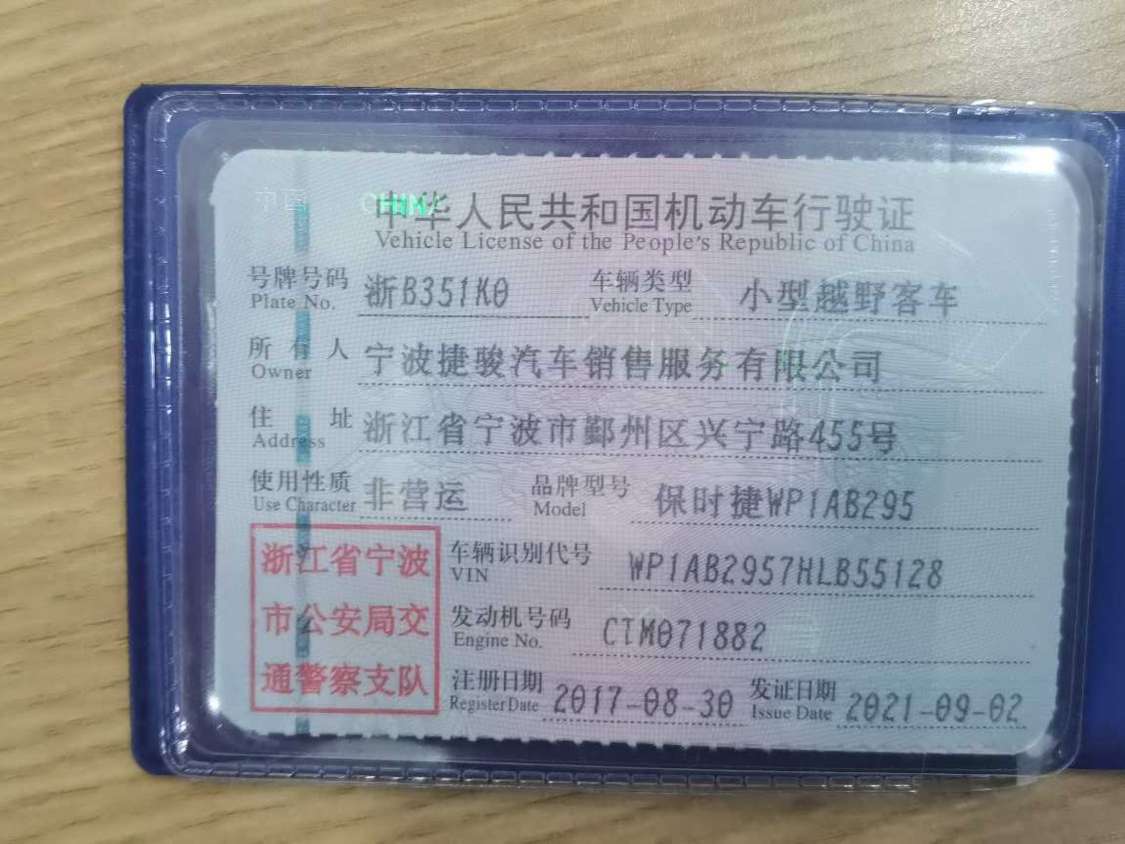 中国 CHINA
中华人民共和国机动车行驶证
Vehicle License of the People's Republic of China
号牌号码 浙B351K0 车辆类型 小型越野客车
Plate No. Vehicle Type
所有人 宁波捷骏汽车销售服务有限公司
Owner
住址 浙江省宁波市鄞州区兴宁路455号
Address
使用性质 非营运 品牌型号 保时捷WP1AB295
Use Character Model
浙江省宁波 车辆识别代号 WP1AB2957HLB55128
VIN
市公安局交 发动机号码 CTM071882
Engine No.
通警察支队 注册日期 2017-08-30 发证日期 2021-09-02
Register Date Issue Date